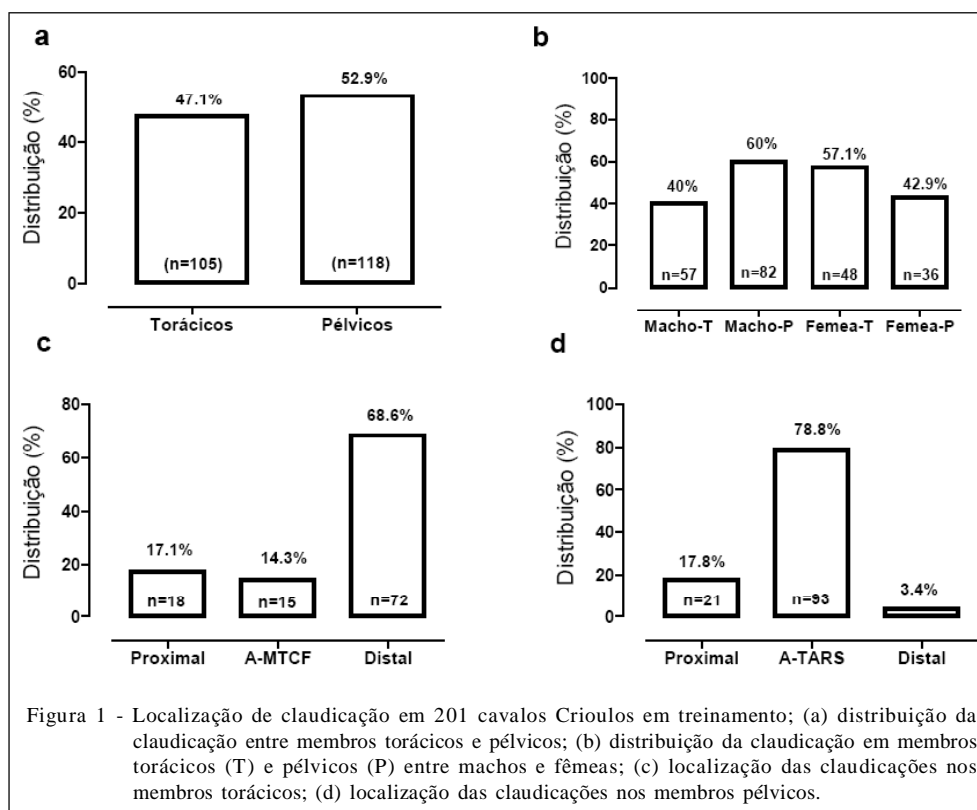 a
Distribuição (%)
60
40
20
0
47.1%
52.9%
(n=105)
(n=118)
Torácicos
Pélvicos
b
Distribuição (%)
100
80
60
40
20
0
40%
60%
57.1%
42.9%
n=57
n=82
n=48
n=36
Macho-T
Macho-P
Femea-T
Femea-P
c
Distribuição (%)
80
60
40
20
0
17.1%
14.3%
68.6%
n=18
n=15
n=72
Proximal
A-MTCF
Distal
d
Distribuição (%)
100
80
60
40
20
0
17.8%
78.8%
3.4%
n=21
n=93
Proximal
A-TARS
Distal
Figura 1 - Localização de claudicação em 201 cavalos Crioulos em treinamento; (a) distribuição da
claudicação entre membros torácicos e pélvicos; (b) distribuição da claudicação em membros
torácicos (T) e pélvicos (P) entre machos e fêmeas; (c) localização das claudicações nos
membros torácicos; (d) localização das claudicações nos membros pélvicos.